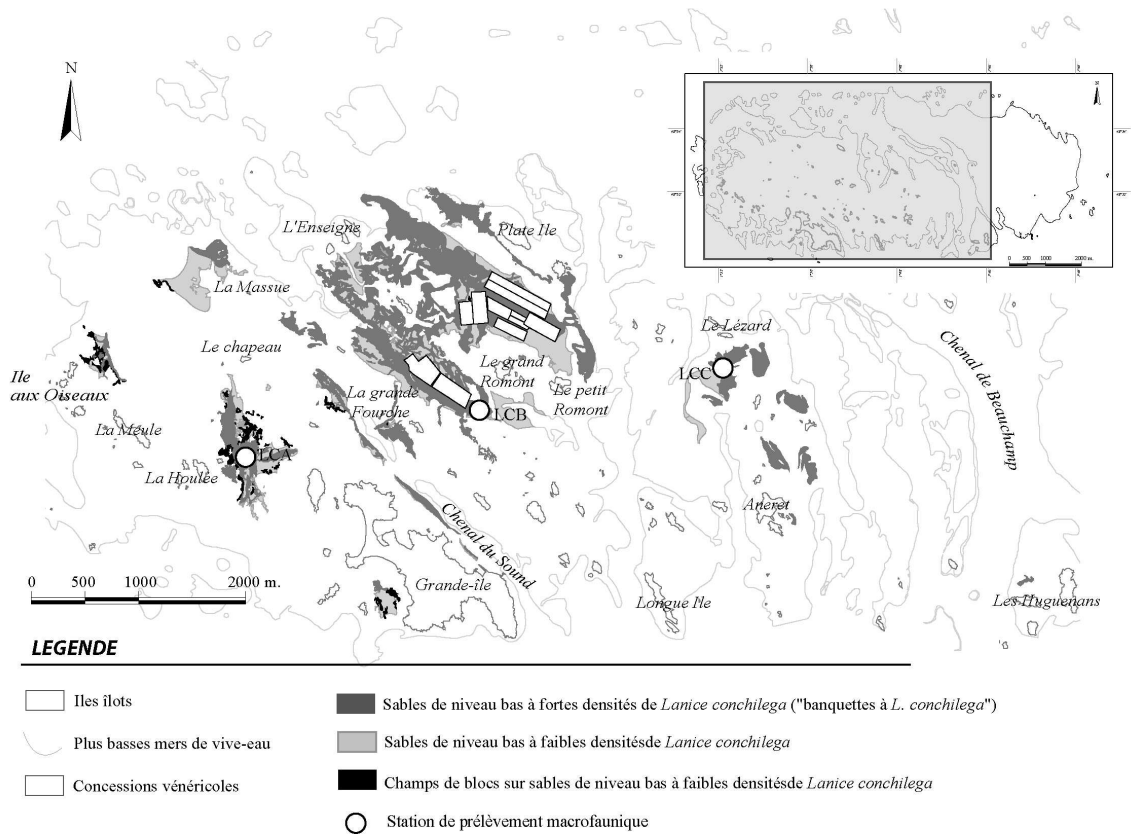 N
N
L'Enseigne
Plate Ile
La Massue
Le chapeau
Ile
aux Oiseaux
La Meule
La Houlée
LCA
La grande
Fourche
Le grand
Romont
Le petit
Romont
LCB
Le Lézard
LCC
Chenal de Beauchamp
Aneret
Chenal du Sound
Grande-île
Longue Ile
Les Huguenans
0 500 1000 2000 m.
0 500 1000 2000 m.
LEGENDE
Iles îlots
Plus basses mers de vive-eau
Concessions vénéricoles
Sables de niveau bas à fortes densités de Lanice conchilega ("banquettes à L. conchilega")
Sables de niveau bas à faibles densitésde Lanice conchilega
Champs de blocs sur sables de niveau bas à faibles densitésde Lanice conchilega
Station de prélèvement macrofaunique